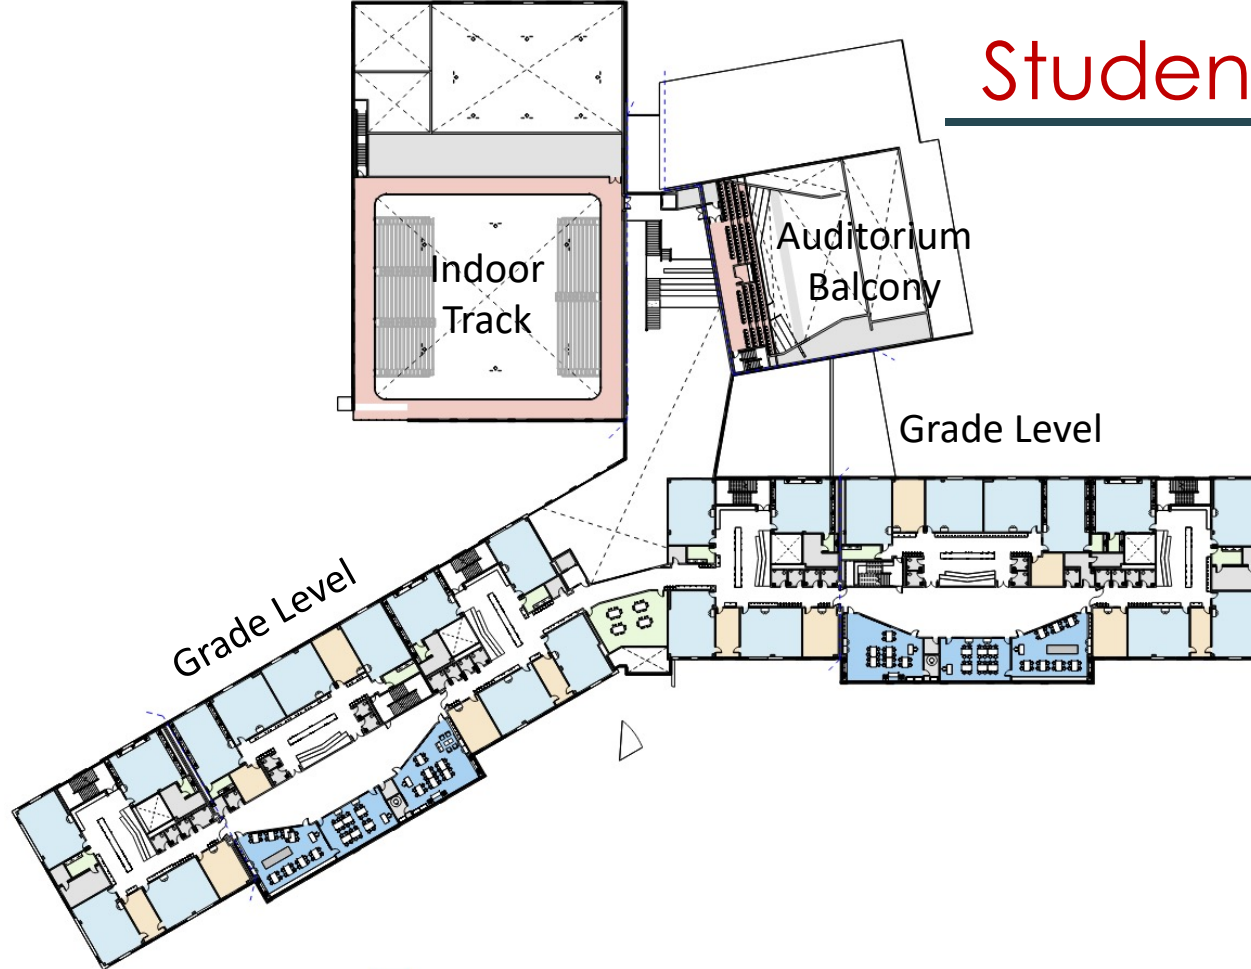 Studen
Auditorium
Balcony
Indoor
Track
Grade Level
Grade Level